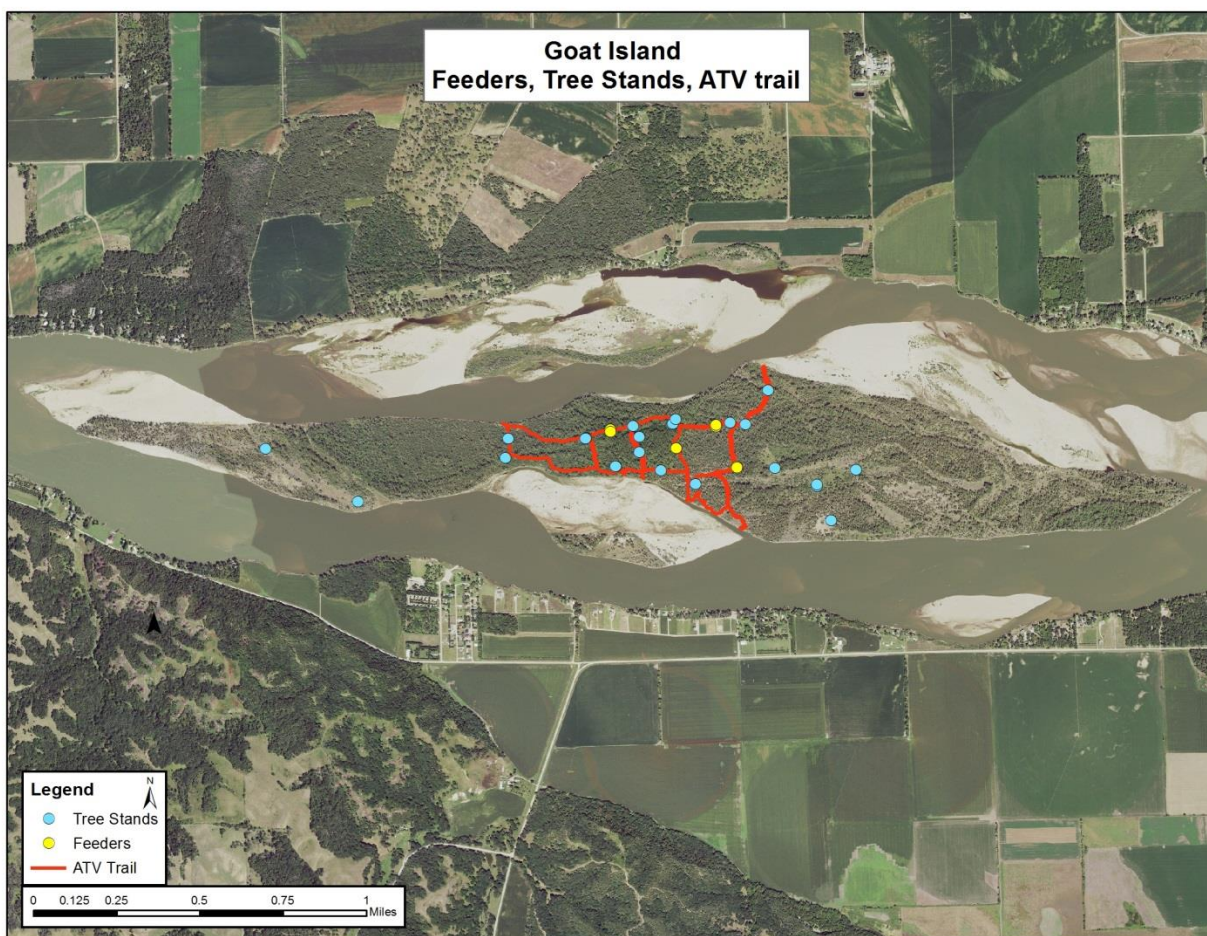 Goat Island
Feeders, Tree Stands, ATV trail
Legend
N
Tree Stands
Feeders
ATV Trail
0 0.125 0.25 0.5 0.75 1
Miles